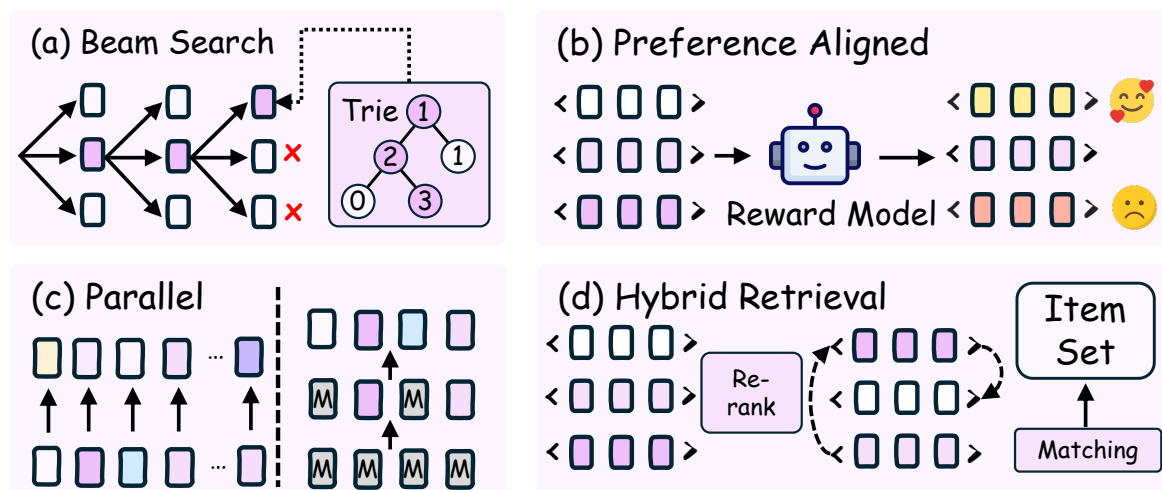 (a) Beam Search
Trie
1
2
1
0
3
(b) Preference Aligned
< >
< >
< >
Reward Model
< >
< >
< >
(c) Parallel
...
...
M M
M M M M
(d) Hybrid Retrieval
< >
< >
< >
Re-
rank
< >
< >
< >
Item
Set
Matching